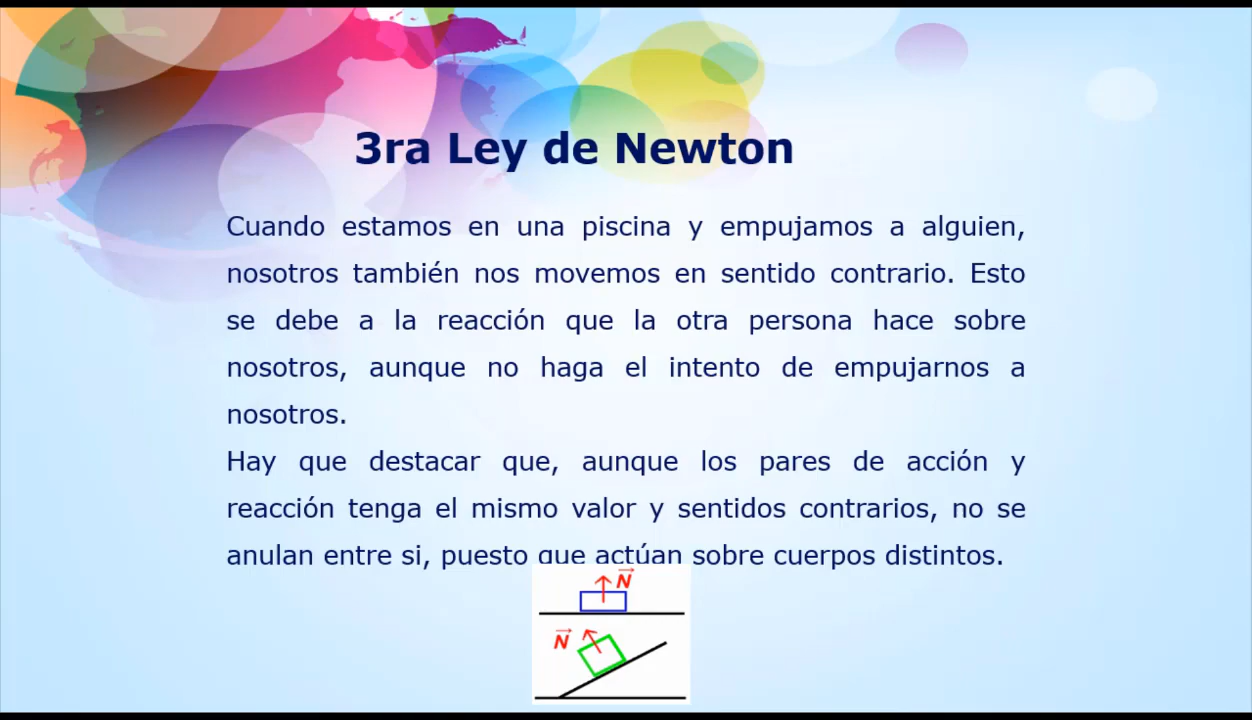 3ra Ley de Newton
Cuando estamos en una piscina y empujamos a alguien,
nosotros también nos movemos en sentido contrario. Esto
se debe a la reacción que la otra persona hace sobre
nosotros, aunque no haga el intento de empujarnos a
nosotros.
Hay que destacar que, aunque los pares de acción y
reacción tenga el mismo valor y sentidos contrarios, no se
anulan entre si, puesto que actúan sobre cuerpos distintos.
N
N